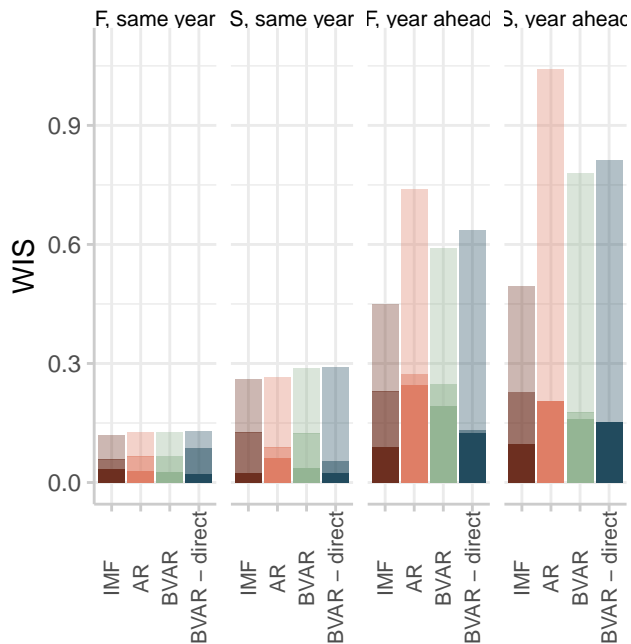 F, same year
S, same year
F, year ahead
S, year ahead
WIS
0.9
0.6
0.3
0.0
IMF
AR
BVAR
BVAR − direct
IMF
AR
BVAR
BVAR − direct
IMF
AR
BVAR
BVAR − direct
IMF
AR
BVAR
BVAR − direct